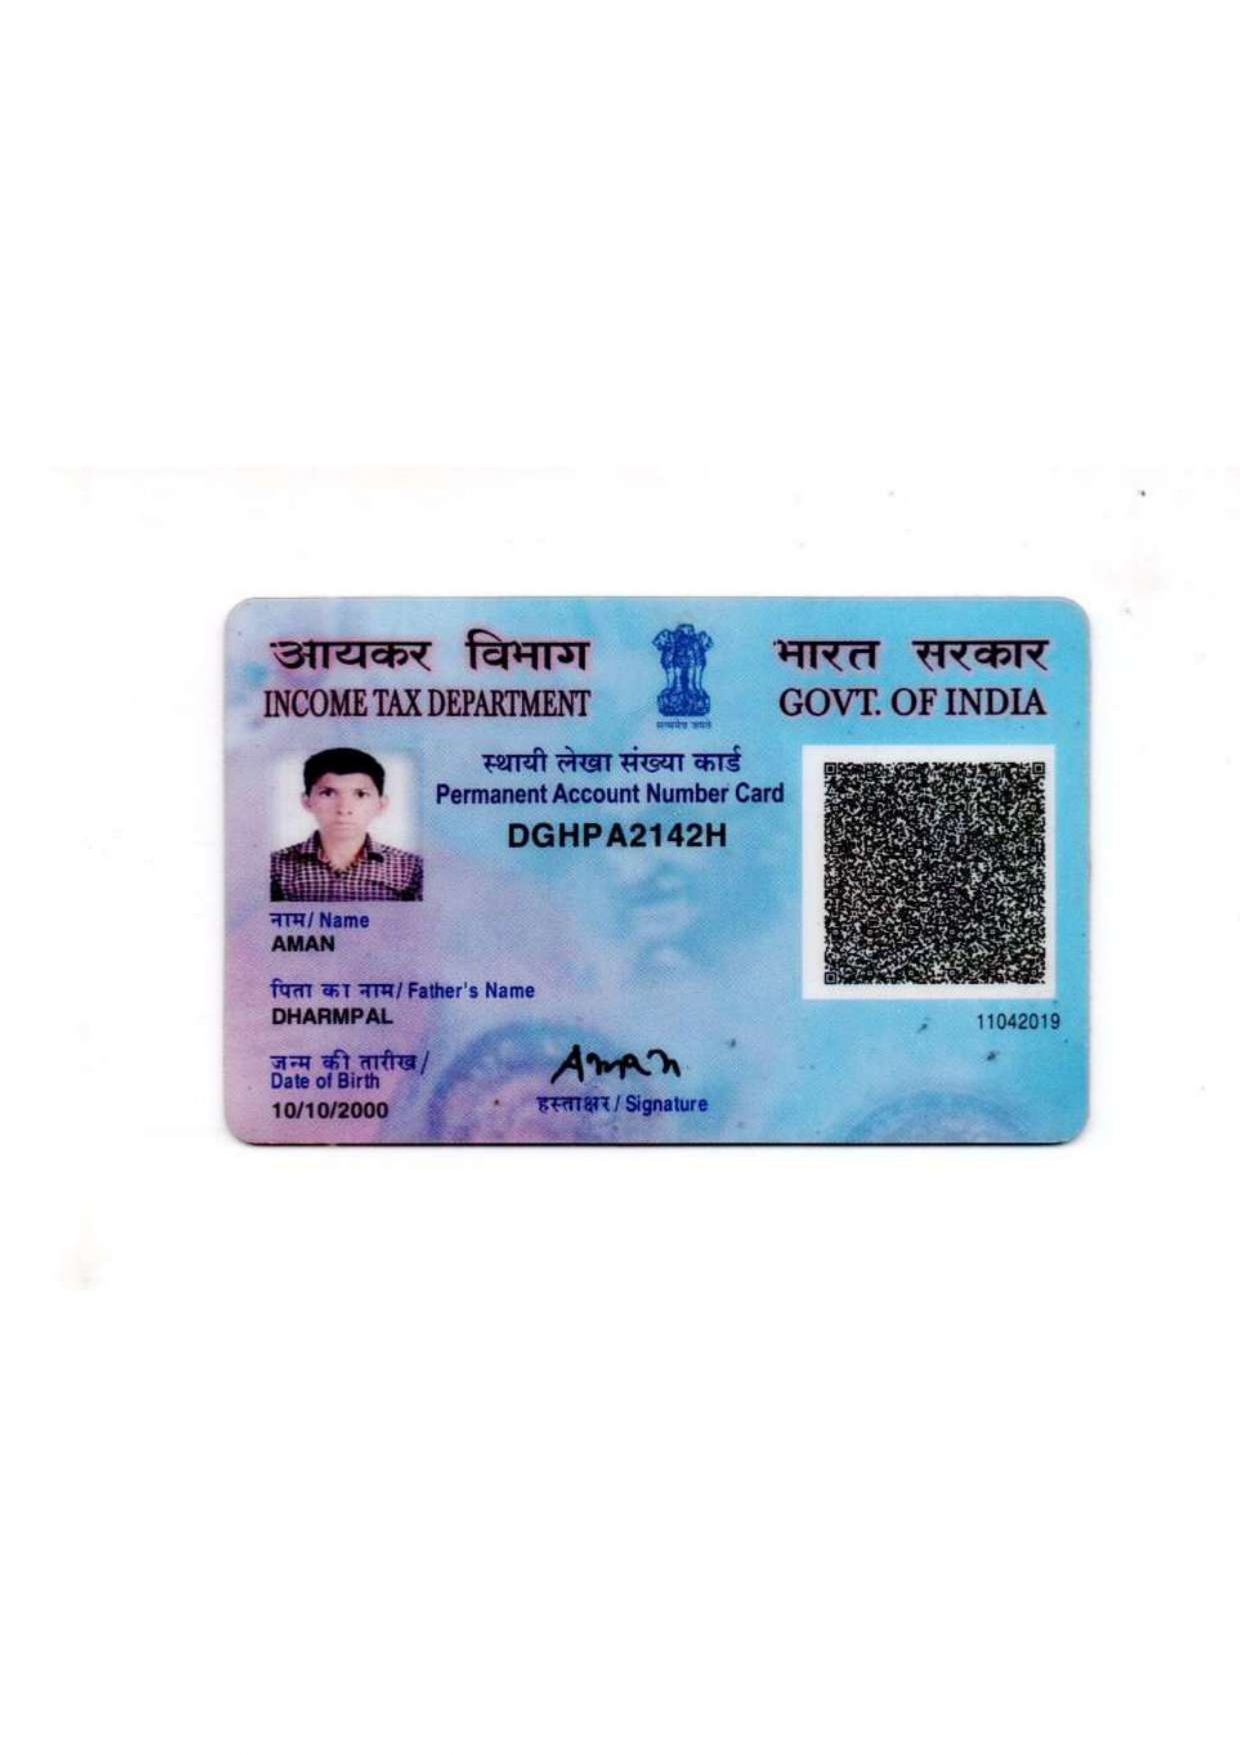 आयकर विभाग
INCOME TAX DEPARTMENT
सत्यमेव जयते
भारत सरकार
GOVT. OF INDIA
स्थायी लेखा संख्या कार्ड
Permanent Account Number Card
DGHPA2142H
नाम / Name
AMAN
पिता का नाम / Father's Name
DHARMPAL
जन्म की तारीख /
Date of Birth
10/10/2000
Aman
हस्ताक्षर / Signature
11042019